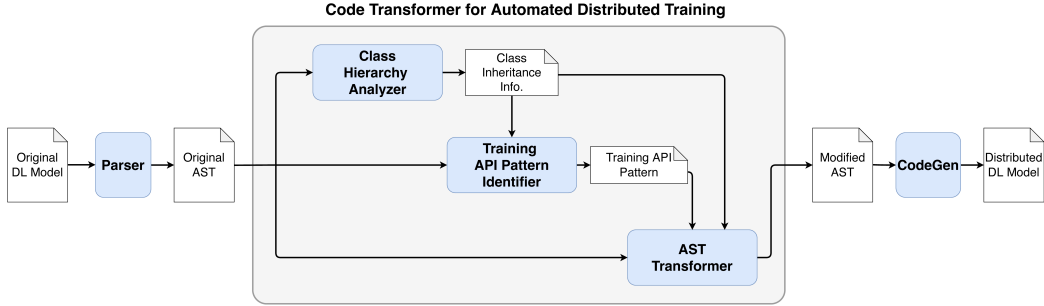 Code Transformer for Automated Distributed Training
Class
Hierarchy
Analyzer
Class
Inheritance
Info.
Original
DL Model
Parser
Original
AST
Training
API Pattern
Identifier
Training API
Pattern
AST
Transformer
Modified
AST
CodeGen
Distributed
DL Model